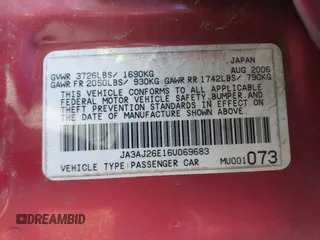 JAPAN
GVWR 3726LBS/ 1690KG AUG 2006
GAWR FR 2050LBS/ 930KG GAWR RR 1742LBS/ 790KG
THIS VEHICLE CONFORMS TO ALL APPLICABLE
FEDERAL MOTOR VEHICLE SAFETY, BUMPER, AND
THEFT PREVENTION STANDARDS IN EFFECT ON
THE DATE OF MANUFACTURE SHOWN ABOVE.
JA3AJ26E16U069683
VEHICLE TYPE:PASSENGER CAR MU001073
DREAMBID